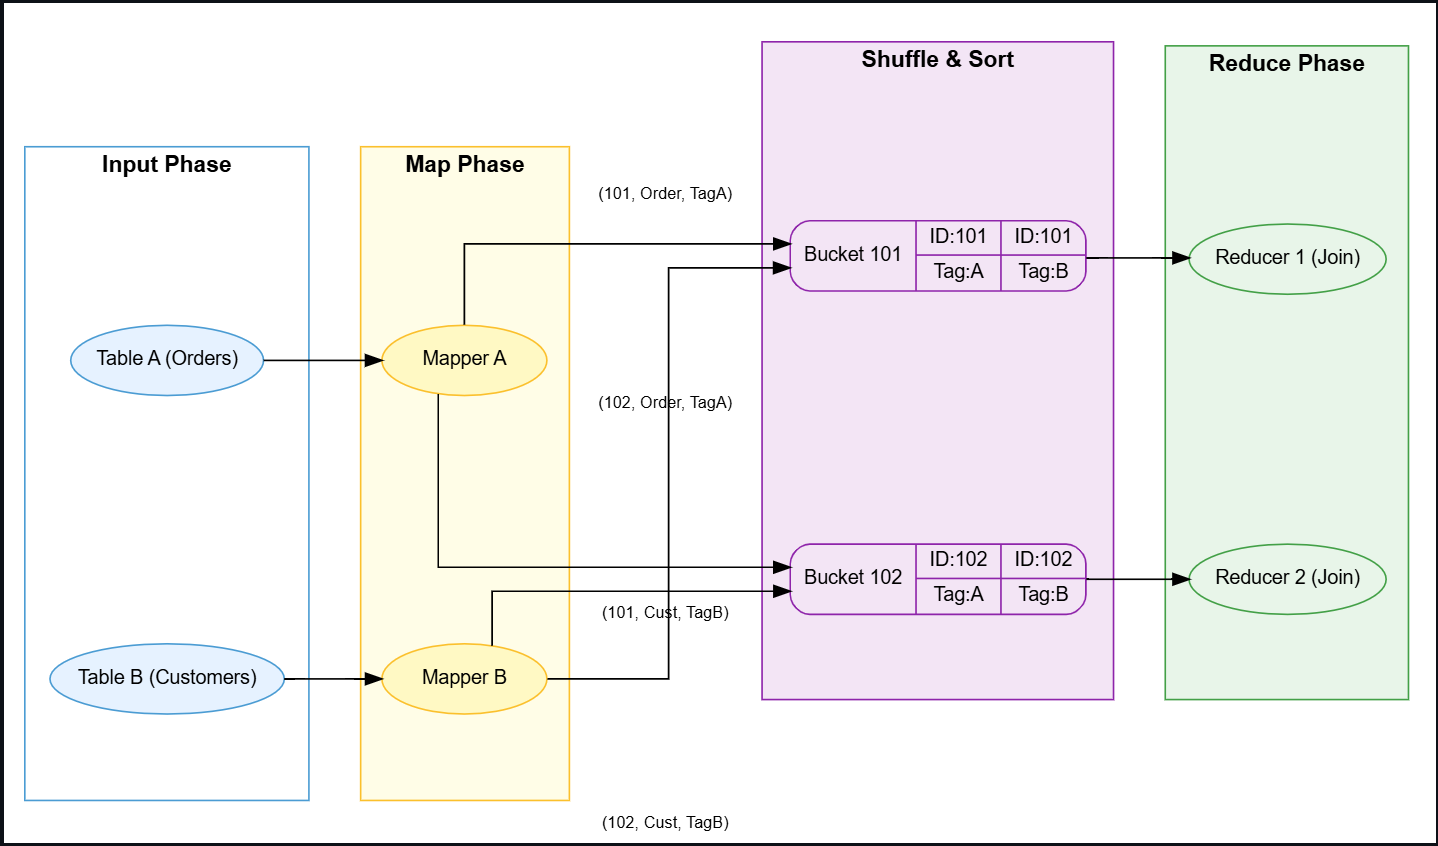 Input Phase
Table A (Orders)
Table B (Customers)
Map Phase
Mapper A
Mapper B
(101, Order, TagA)
(102, Order, TagA)
(101, Cust, TagB)
(102, Cust, TagB)
Shuffle & Sort
Bucket 101
ID:101
Tag:A
ID:101
Tag:B
Bucket 102
ID:102
Tag:A
ID:102
Tag:B
Reduce Phase
Reducer 1 (Join)
Reducer 2 (Join)